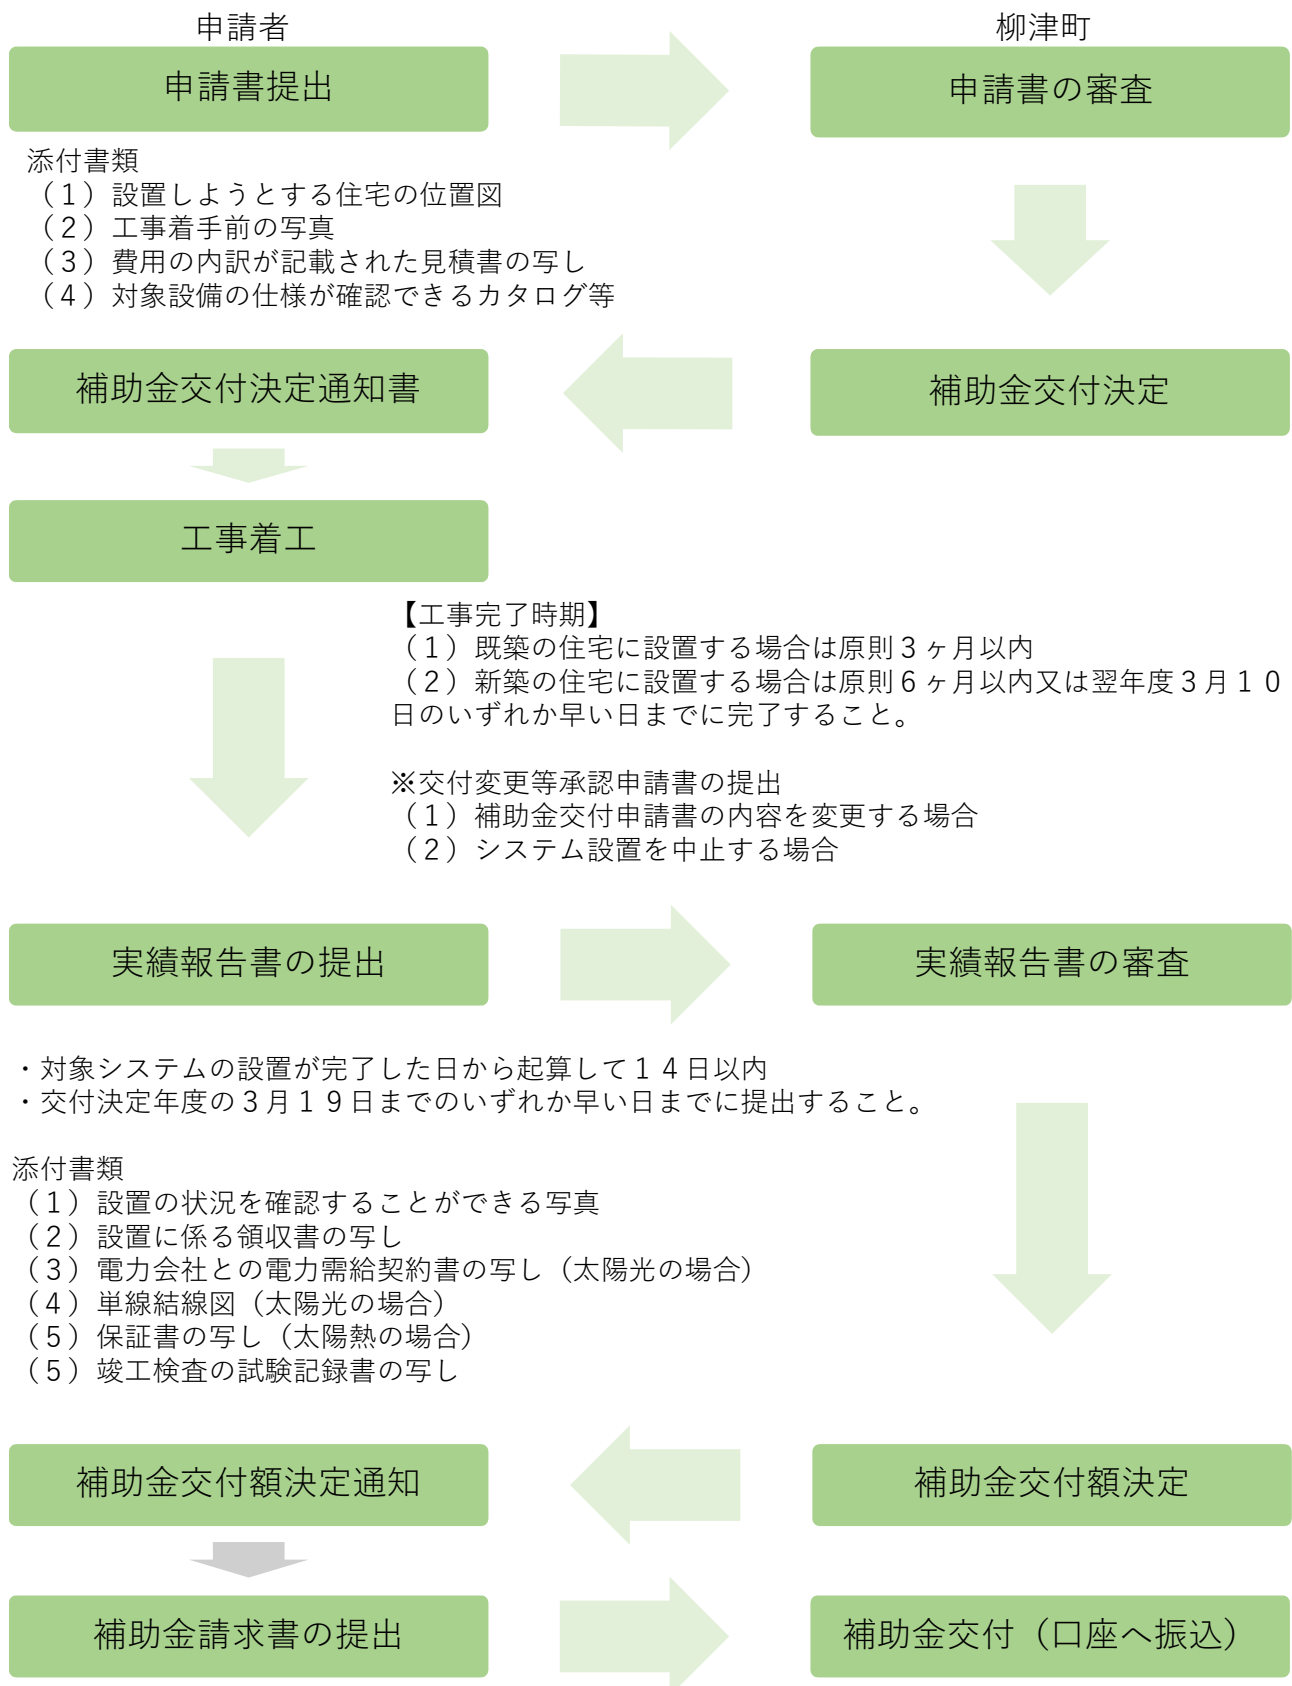 申請者
柳津町
申請書提出
申請書の審査
添付書類
（１）設置しようとする住宅の位置図
（２）工事着手前の写真
（３）費用の内訳が記載された見積書の写し
（４）対象設備の仕様が確認できるカタログ等
補助金交付決定通知書
補助金交付決定
工事着工
【工事完了時期】
（１）既築の住宅に設置する場合は原則３ヶ月以内
（２）新築の住宅に設置する場合は原則６ヶ月以内又は翌年度３月１０
日のいずれか早い日までに完了すること。
※交付変更等承認申請書の提出
（１）補助金交付申請書の内容を変更する場合
（２）システム設置を中止する場合
実績報告書の提出
実績報告書の審査
・対象システムの設置が完了した日から起算して１４日以内
・交付決定年度の３月１９日までのいずれか早い日までに提出すること。
添付書類
（１）設置の状況を確認することができる写真
（２）設置に係る領収書の写し
（３）電力会社との電力需給契約書の写し（太陽光の場合）
（４）単線結線図（太陽光の場合）
（５）保証書の写し（太陽熱の場合）
（５）竣工検査の試験記録書の写し
補助金交付額決定通知
補助金交付額決定
補助金請求書の提出
補助金交付（口座へ振込）